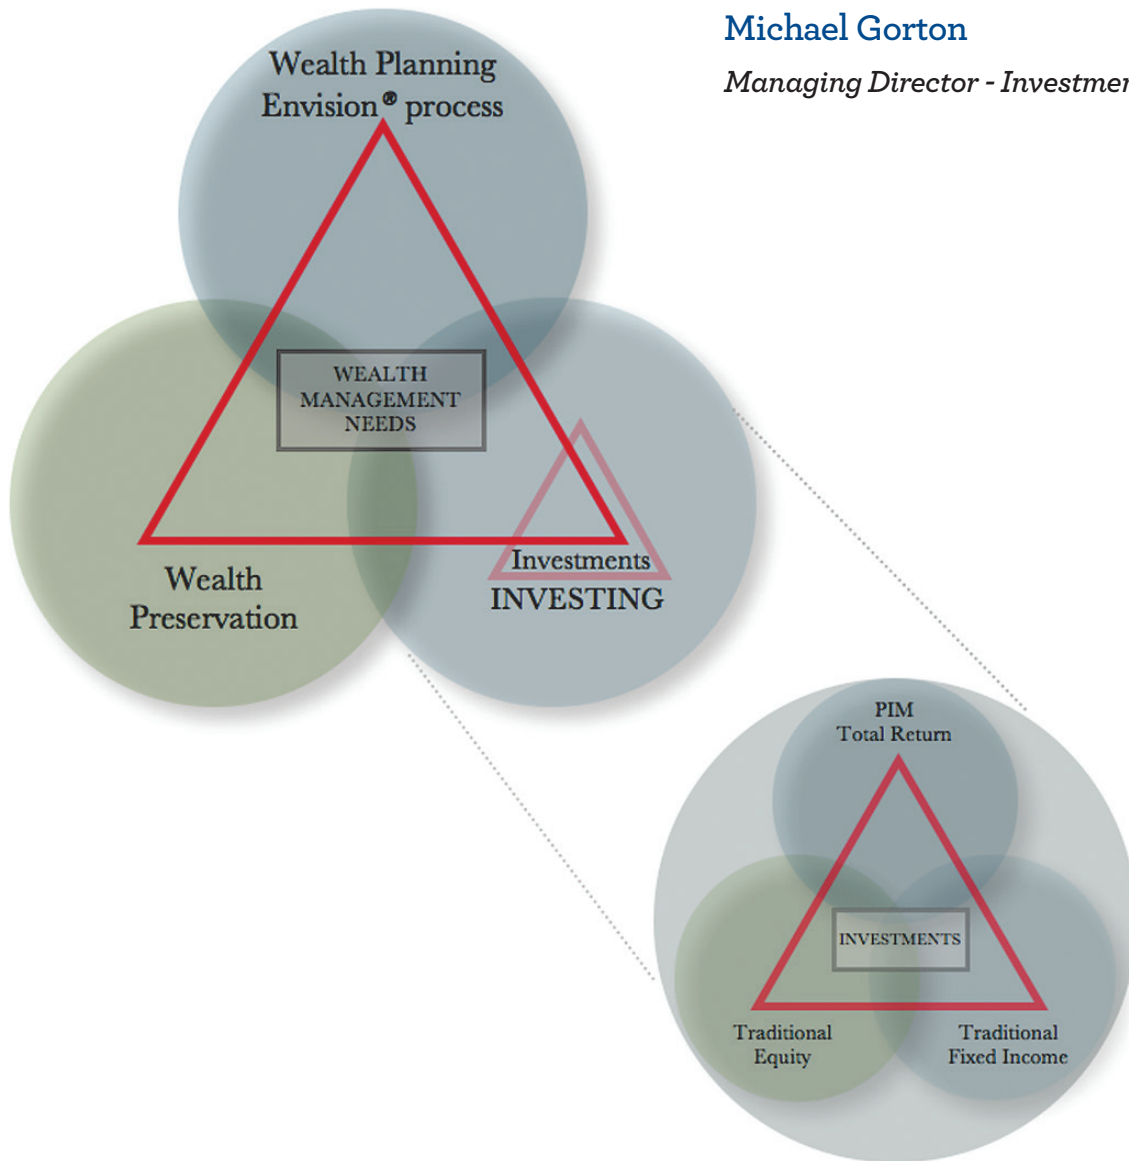 Michael Gorton
Managing Director - Investmen
Wealth Planning
Envision® process
WEALTH
MANAGEMENT
NEEDS
Wealth
Preservation
Investments
INVESTING
PIM
Total Return
INVESTMENTS
Traditional
Equity
Traditional
Fixed Income